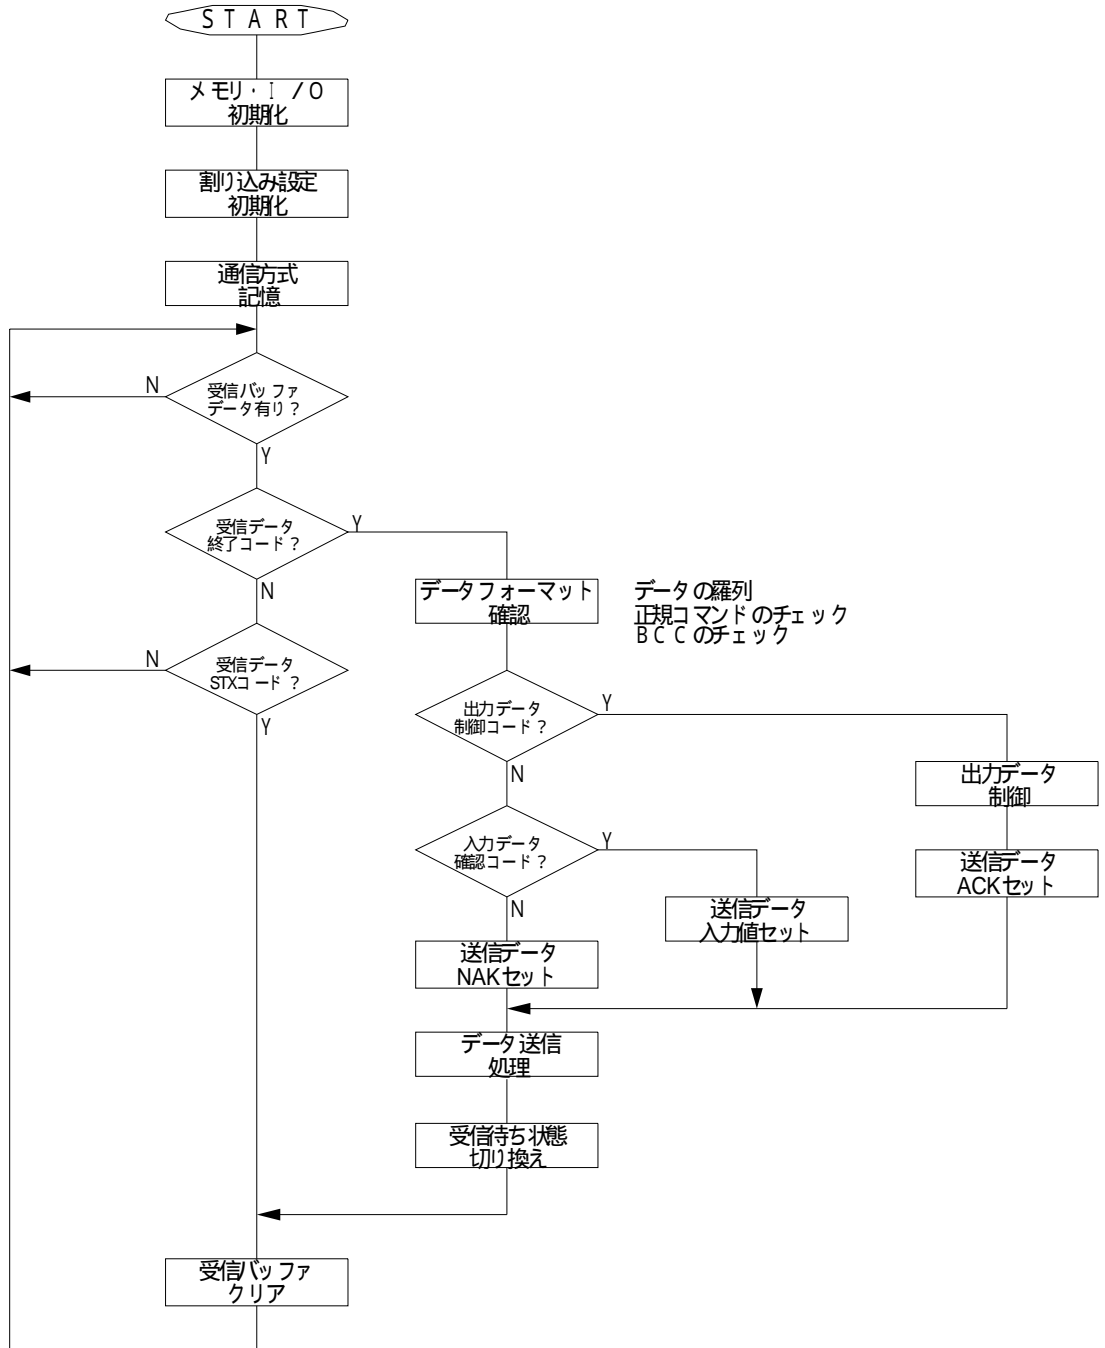 ＳＴＡＲＴ
メモリ・Ｉ／Ｏ
初期化
割り込み設定
初期化
通信方式
記憶
N
受信バッファ
データ有り？
Y
受信データ
終了コード？
Y
N
データフォーマット
確認
データの羅列
正規コマンドのチェック
ＢＣＣのチェック
N
受信データ
STXコード？
Y
出力データ
制御コード？
Y
N
出力データ
制御
入力データ
確認コード？
Y
N
送信データ
ACKセット
送信データ
入力値セット
送信データ
NAKセット
データ送信
処理
受信待ち状態
切り換え
受信バッファ
クリア